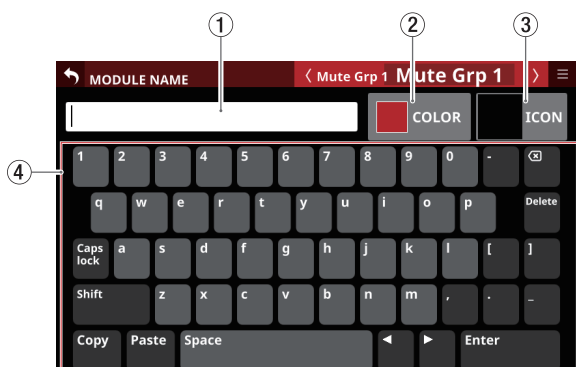 1 2 3
MODULE NAME < Mute Grp 1 Mute Grp 1 >
COLOR ICON
4
1 2 3 4 5 6 7 8 9 0 -
q w e r t y u i o p Delete
Caps lock a s d f g h j k l [ ]
Shift z x c v b n m , . _
Copy Paste Space Enter